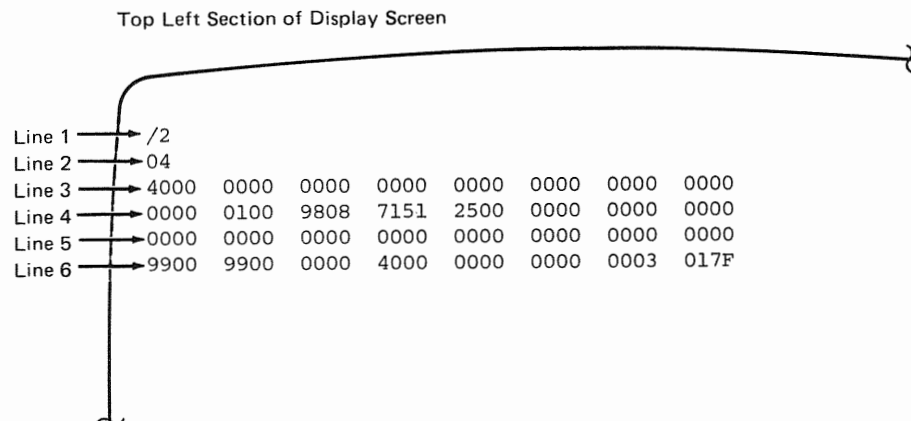 Top Left Section of Display Screen
Line 1 /2
Line 2 04
Line 3 4000 0000 0000 0000 0000 0000 0000 0000
Line 4 0000 0100 9808 7151 2500 0000 0000 0000
Line 5 0000 0000 0000 0000 0000 0000 0000 0000
Line 6 9900 9900 0000 4000 0000 0000 0003 017F